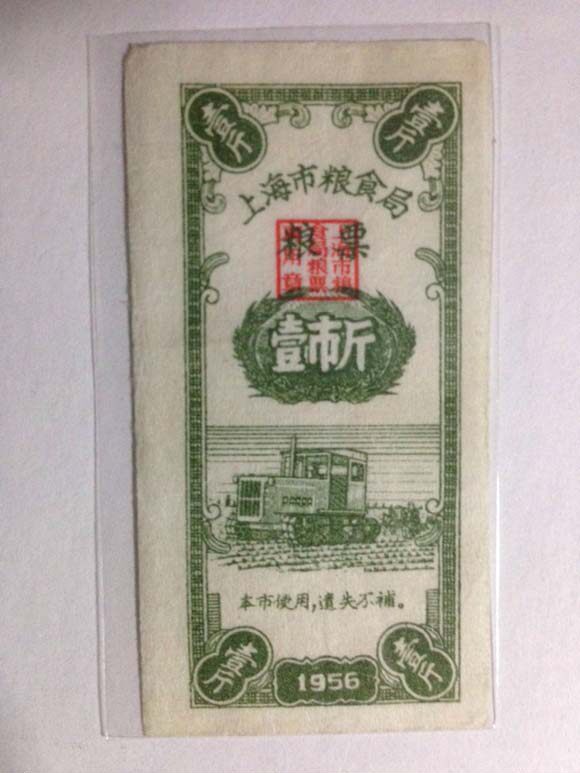 壹斤 壹斤
上海市粮食局
粮票
上海市粮
食局粮票
专用章
壹市斤
本市使用,遗失不補。
壹斤 1956 壹斤